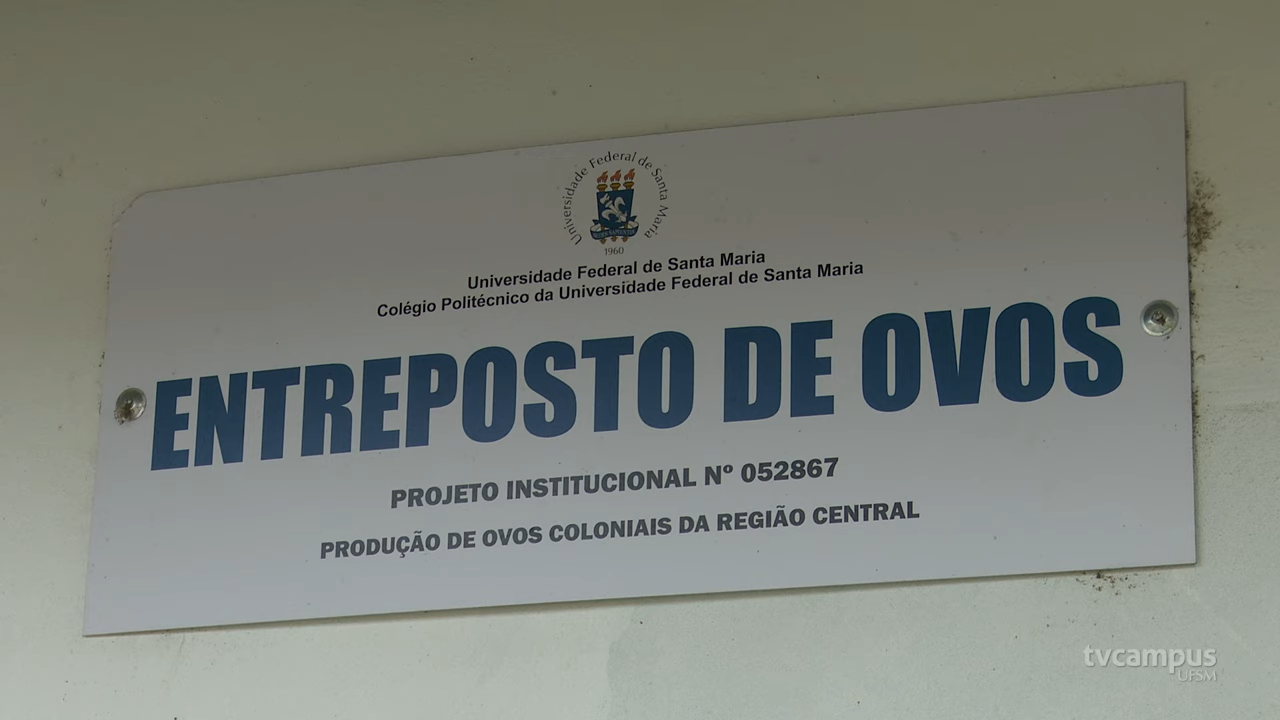 Universidade Federal de Santa Maria
1960
Universidade Federal de Santa Maria
Colégio Politécnico da Universidade Federal de Santa Maria
ENTREPOSTO DE OVOS
PROJETO INSTITUCIONAL Nº 052867
PRODUÇÃO DE OVOS COLONIAIS DA REGIÃO CENTRAL
tvcampus
UFSM